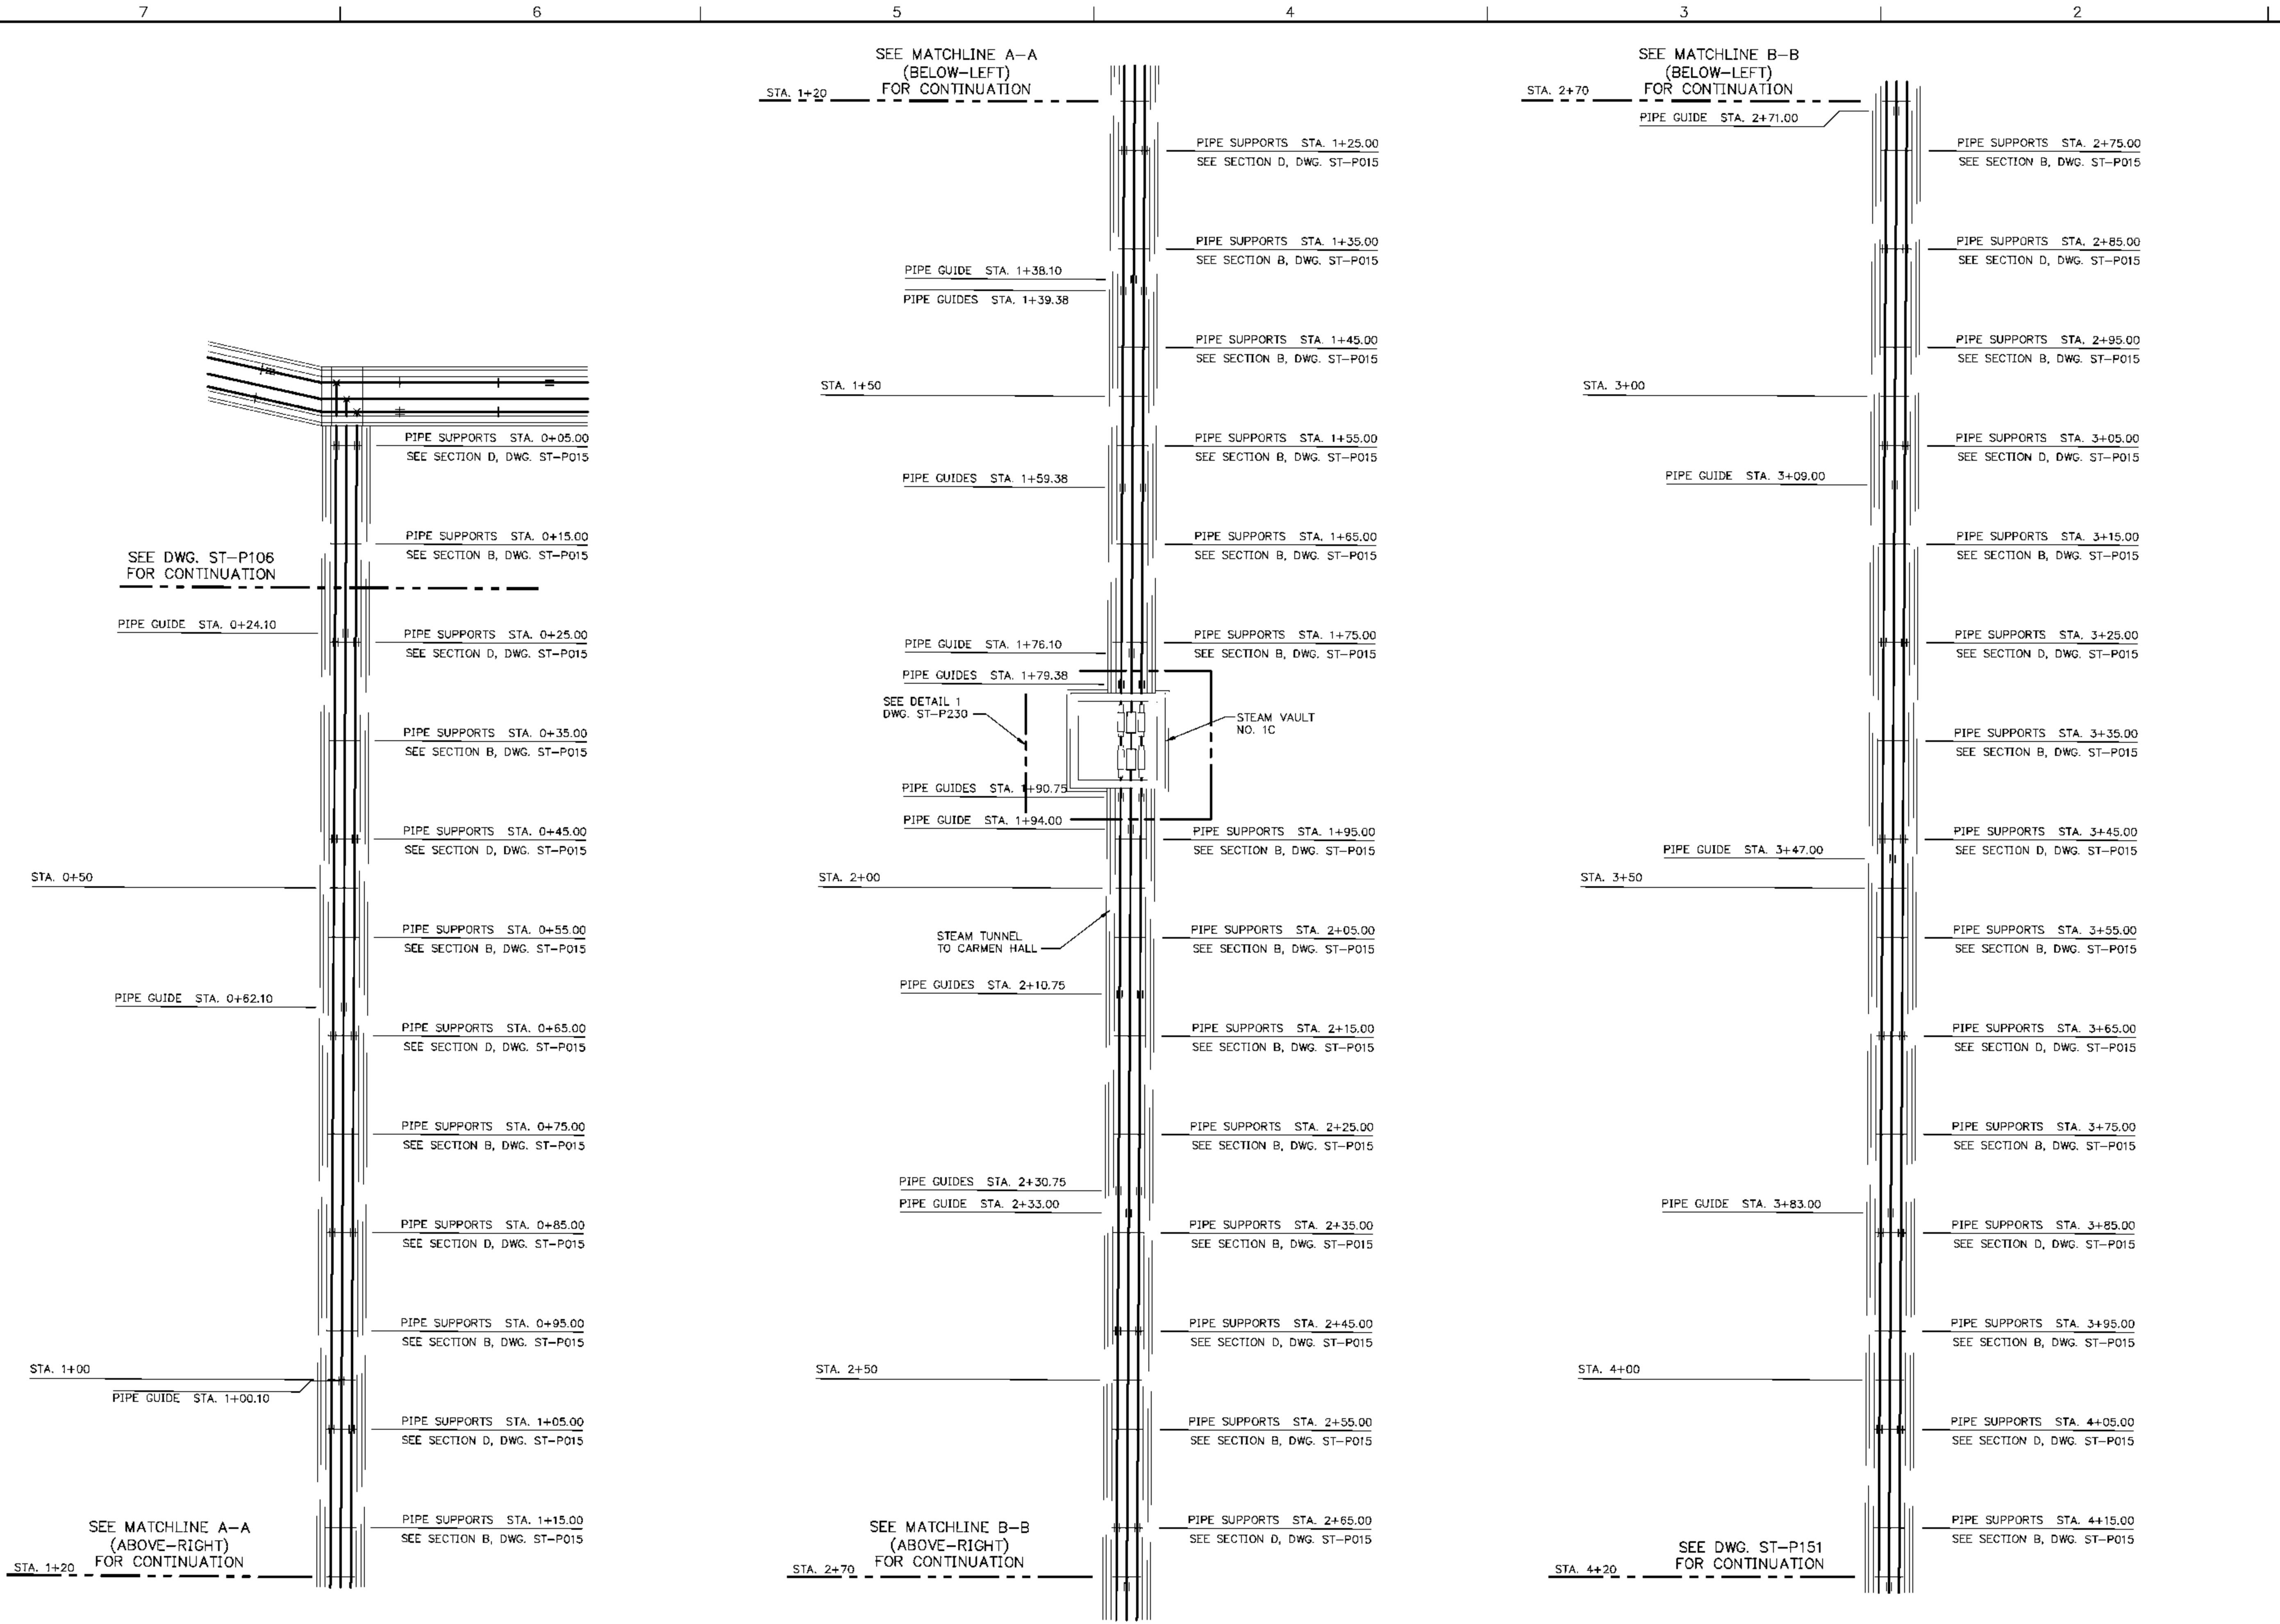 7 6 5 4 3 2
SEE DWG. ST-P106
FOR CONTINUATION
PIPE GUIDE STA. 0+24.10
STA. 0+50
PIPE GUIDE STA. 0+62.10
STA. 1+00
PIPE GUIDE STA. 1+00.10
SEE MATCHLINE A-A
(ABOVE-RIGHT)
FOR CONTINUATION
STA. 1+20
PIPE SUPPORTS STA. 0+05.00
SEE SECTION D, DWG. ST-P015
PIPE SUPPORTS STA. 0+15.00
SEE SECTION B, DWG. ST-P015
PIPE SUPPORTS STA. 0+25.00
SEE SECTION D, DWG. ST-P015
PIPE SUPPORTS STA. 0+35.00
SEE SECTION B, DWG. ST-P015
PIPE SUPPORTS STA. 0+45.00
SEE SECTION D, DWG. ST-P015
PIPE SUPPORTS STA. 0+55.00
SEE SECTION B, DWG. ST-P015
PIPE SUPPORTS STA. 0+65.00
SEE SECTION D, DWG. ST-P015
PIPE SUPPORTS STA. 0+75.00
SEE SECTION B, DWG. ST-P015
PIPE SUPPORTS STA. 0+85.00
SEE SECTION D, DWG. ST-P015
PIPE SUPPORTS STA. 0+95.00
SEE SECTION B, DWG. ST-P015
PIPE SUPPORTS STA. 1+05.00
SEE SECTION D, DWG. ST-P015
PIPE SUPPORTS STA. 1+15.00
SEE SECTION B, DWG. ST-P015
SEE MATCHLINE A-A
(BELOW-LEFT)
FOR CONTINUATION
STA. 1+20
PIPE GUIDE STA. 1+38.10
PIPE GUIDES STA. 1+39.38
STA. 1+50
PIPE GUIDES STA. 1+59.38
PIPE GUIDE STA. 1+76.10
PIPE GUIDES STA. 1+79.38
SEE DETAIL 1
DWG. ST-P230
STEAM VAULT
NO. 1C
PIPE GUIDES STA. 1+90.75
PIPE GUIDE STA. 1+94.00
STA. 2+00
STEAM TUNNEL
TO CARMEN HALL
PIPE GUIDES STA. 2+10.75
PIPE GUIDES STA. 2+30.75
PIPE GUIDE STA. 2+33.00
STA. 2+50
SEE MATCHLINE B-B
(ABOVE-RIGHT)
FOR CONTINUATION
STA. 2+70
PIPE SUPPORTS STA. 1+25.00
SEE SECTION D, DWG. ST-P015
PIPE SUPPORTS STA. 1+35.00
SEE SECTION B, DWG. ST-P015
PIPE SUPPORTS STA. 1+45.00
SEE SECTION B, DWG. ST-P015
PIPE SUPPORTS STA. 1+55.00
SEE SECTION B, DWG. ST-P015
PIPE SUPPORTS STA. 1+65.00
SEE SECTION B, DWG. ST-P015
PIPE SUPPORTS STA. 1+75.00
SEE SECTION B, DWG. ST-P015
PIPE SUPPORTS STA. 1+95.00
SEE SECTION B, DWG. ST-P015
PIPE SUPPORTS STA. 2+05.00
SEE SECTION B, DWG. ST-P015
PIPE SUPPORTS STA. 2+15.00
SEE SECTION B, DWG. ST-P015
PIPE SUPPORTS STA. 2+25.00
SEE SECTION B, DWG. ST-P015
PIPE SUPPORTS STA. 2+35.00
SEE SECTION B, DWG. ST-P015
PIPE SUPPORTS STA. 2+45.00
SEE SECTION D, DWG. ST-P015
PIPE SUPPORTS STA. 2+55.00
SEE SECTION B, DWG. ST-P015
PIPE SUPPORTS STA. 2+65.00
SEE SECTION D, DWG. ST-P015
SEE MATCHLINE B-B
(BELOW-LEFT)
FOR CONTINUATION
STA. 2+70
PIPE GUIDE STA. 2+71.00
STA. 3+00
PIPE GUIDE STA. 3+09.00
PIPE GUIDE STA. 3+47.00
STA. 3+50
PIPE GUIDE STA. 3+83.00
STA. 4+00
SEE DWG. ST-P151
FOR CONTINUATION
STA. 4+20
PIPE SUPPORTS STA. 2+75.00
SEE SECTION B, DWG. ST-P015
PIPE SUPPORTS STA. 2+85.00
SEE SECTION D, DWG. ST-P015
PIPE SUPPORTS STA. 2+95.00
SEE SECTION B, DWG. ST-P015
PIPE SUPPORTS STA. 3+05.00
SEE SECTION D, DWG. ST-P015
PIPE SUPPORTS STA. 3+15.00
SEE SECTION B, DWG. ST-P015
PIPE SUPPORTS STA. 3+25.00
SEE SECTION D, DWG. ST-P015
PIPE SUPPORTS STA. 3+35.00
SEE SECTION B, DWG. ST-P015
PIPE SUPPORTS STA. 3+45.00
SEE SECTION D, DWG. ST-P015
PIPE SUPPORTS STA. 3+55.00
SEE SECTION B, DWG. ST-P015
PIPE SUPPORTS STA. 3+65.00
SEE SECTION D, DWG. ST-P015
PIPE SUPPORTS STA. 3+75.00
SEE SECTION B, DWG. ST-P015
PIPE SUPPORTS STA. 3+85.00
SEE SECTION D, DWG. ST-P015
PIPE SUPPORTS STA. 3+95.00
SEE SECTION B, DWG. ST-P015
PIPE SUPPORTS STA. 4+05.00
SEE SECTION D, DWG. ST-P015
PIPE SUPPORTS STA. 4+15.00
SEE SECTION B, DWG. ST-P015